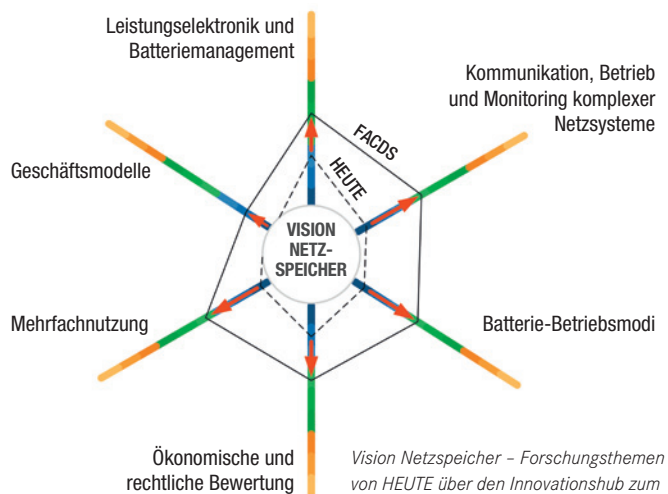 Leistungselektronik und
Batteriemanagement
Kommunikation, Betrieb
und Monitoring komplexer
Netzsysteme
FACDS
HEUTE
Geschäftsmodelle
VISION
NETZ-
SPEICHER
Mehrfachnutzung
Batterie-Betriebsmodi
Ökonomische und
rechtliche Bewertung
Vision Netzspeicher – Forschungsthemen
von HEUTE über den Innovationshub zum